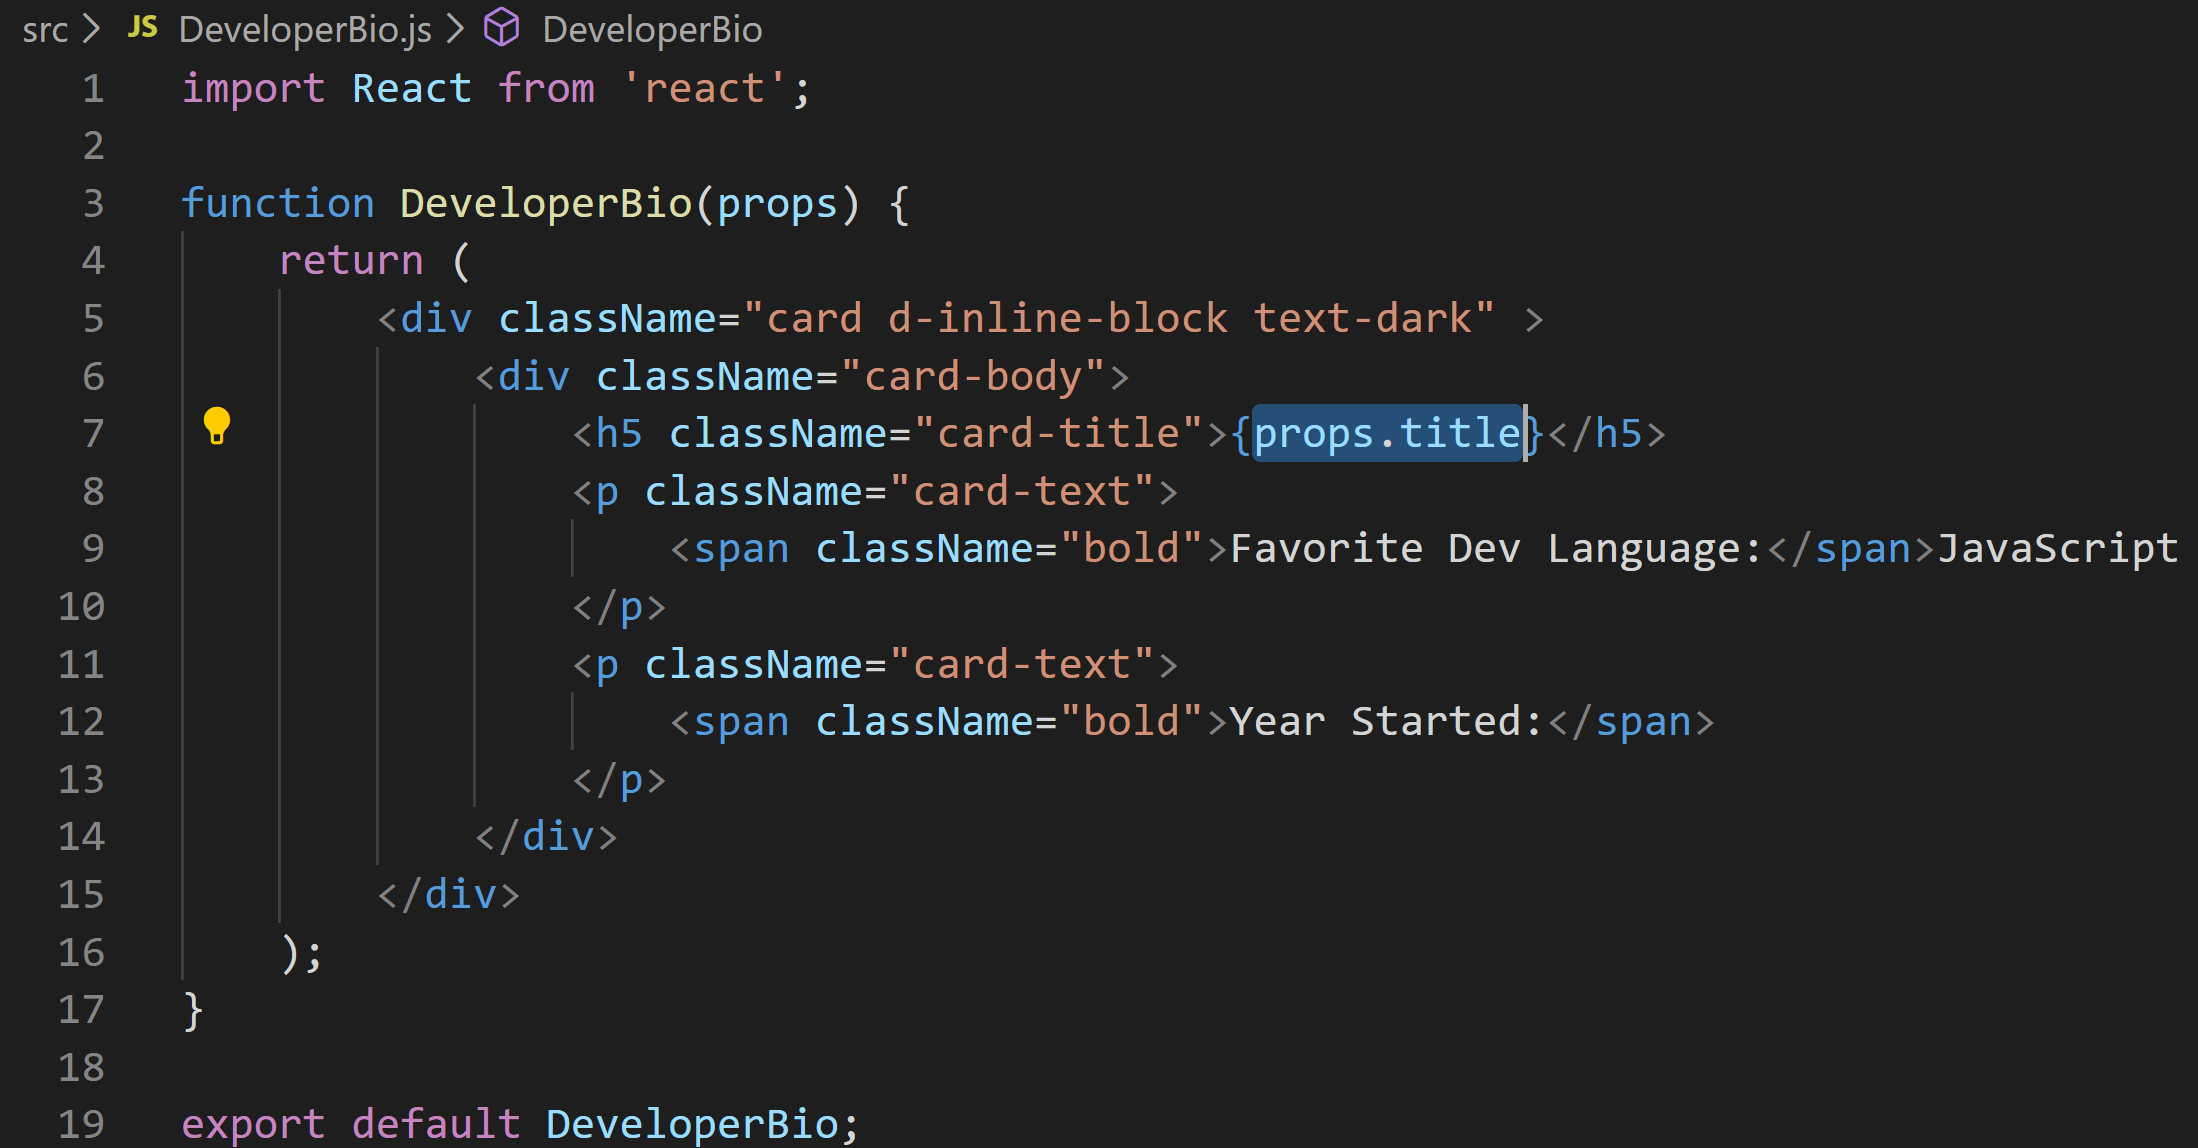 src > JS DeveloperBio.js > DeveloperBio
1 import React from 'react';
2
3 function DeveloperBio(props) {
4     return (
5         <div className="card d-inline-block text-dark" >
6             <div className="card-body">
7                 <h5 className="card-title">{props.title}</h5>
8                 <p className="card-text">
9                     <span className="bold">Favorite Dev Language:</span>JavaScript
10                 </p>
11                 <p className="card-text">
12                     <span className="bold">Year Started:</span>
13                 </p>
14             </div>
15         </div>
16     );
17 }
18
19 export default DeveloperBio;